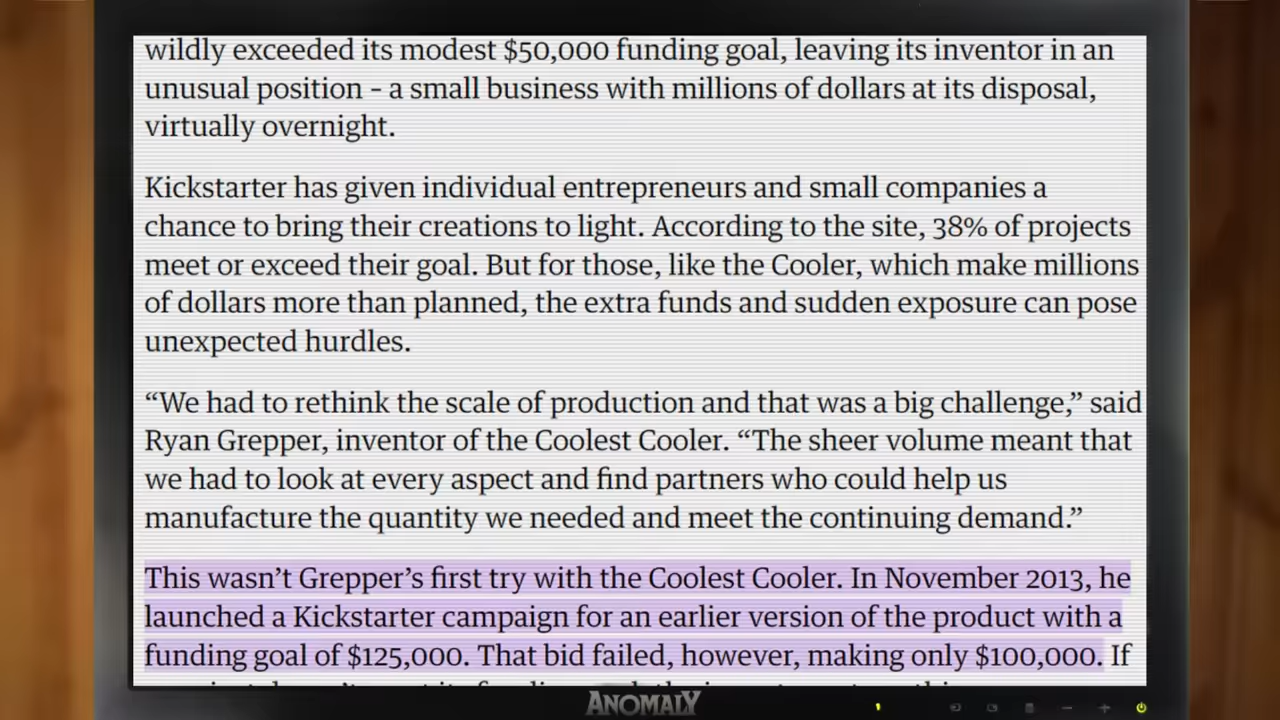 wildly exceeded its modest $50,000 funding goal, leaving its inventor in an
unusual position – a small business with millions of dollars at its disposal,
virtually overnight.
Kickstarter has given individual entrepreneurs and small companies a
chance to bring their creations to light. According to the site, 38% of projects
meet or exceed their goal. But for those, like the Cooler, which make millions
of dollars more than planned, the extra funds and sudden exposure can pose
unexpected hurdles.
“We had to rethink the scale of production and that was a big challenge,” said
Ryan Grepper, inventor of the Coolest Cooler. “The sheer volume meant that
we had to look at every aspect and find partners who could help us
manufacture the quantity we needed and meet the continuing demand.”
This wasn’t Grepper’s first try with the Coolest Cooler. In November 2013, he
launched a Kickstarter campaign for an earlier version of the product with a
funding goal of $125,000. That bid failed, however, making only $100,000. If
ANOMALY